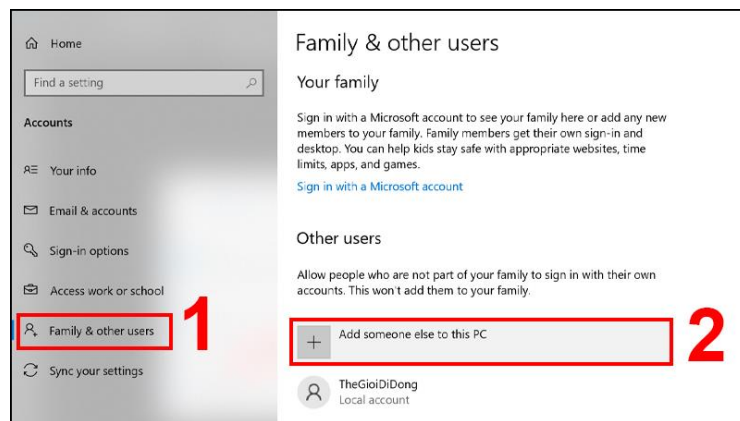 Home
Find a setting
Accounts
Your info
Email & accounts
Sign-in options
Access work or school
Family & other users
Sync your settings
1
Family & other users
Your family
Sign in with a Microsoft account to see your family here or add any new
members to your family. Family members get their own sign-in and
desktop. You can help kids stay safe with appropriate websites, time
limits, apps, and games.
Sign in with a Microsoft account
Other users
Allow people who are not part of your family to sign in with their own
accounts. This won't add them to your family.
Add someone else to this PC
2
TheGioiDiDong
Local account